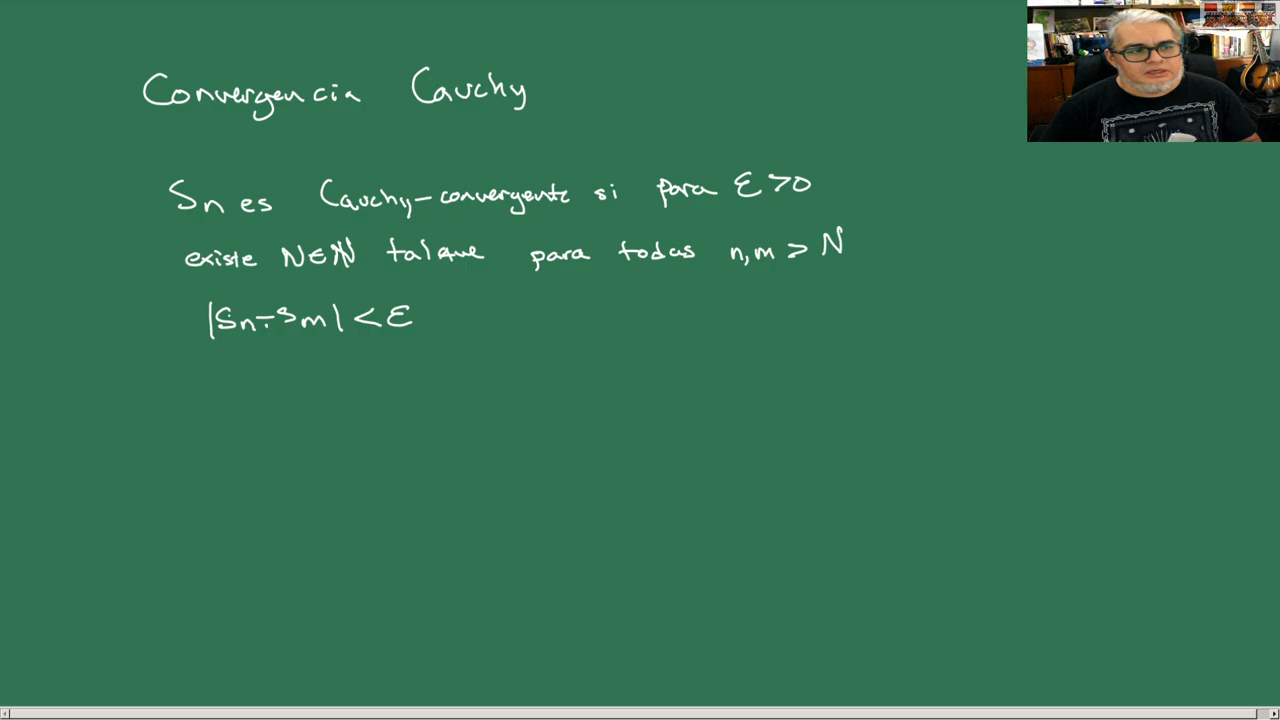 Convergencia Cauchy
Sn es Cauchy-convergente si para ε>0
existe N∈ℕ tal que para todas n,m > N
|Sn-Sm| < ε